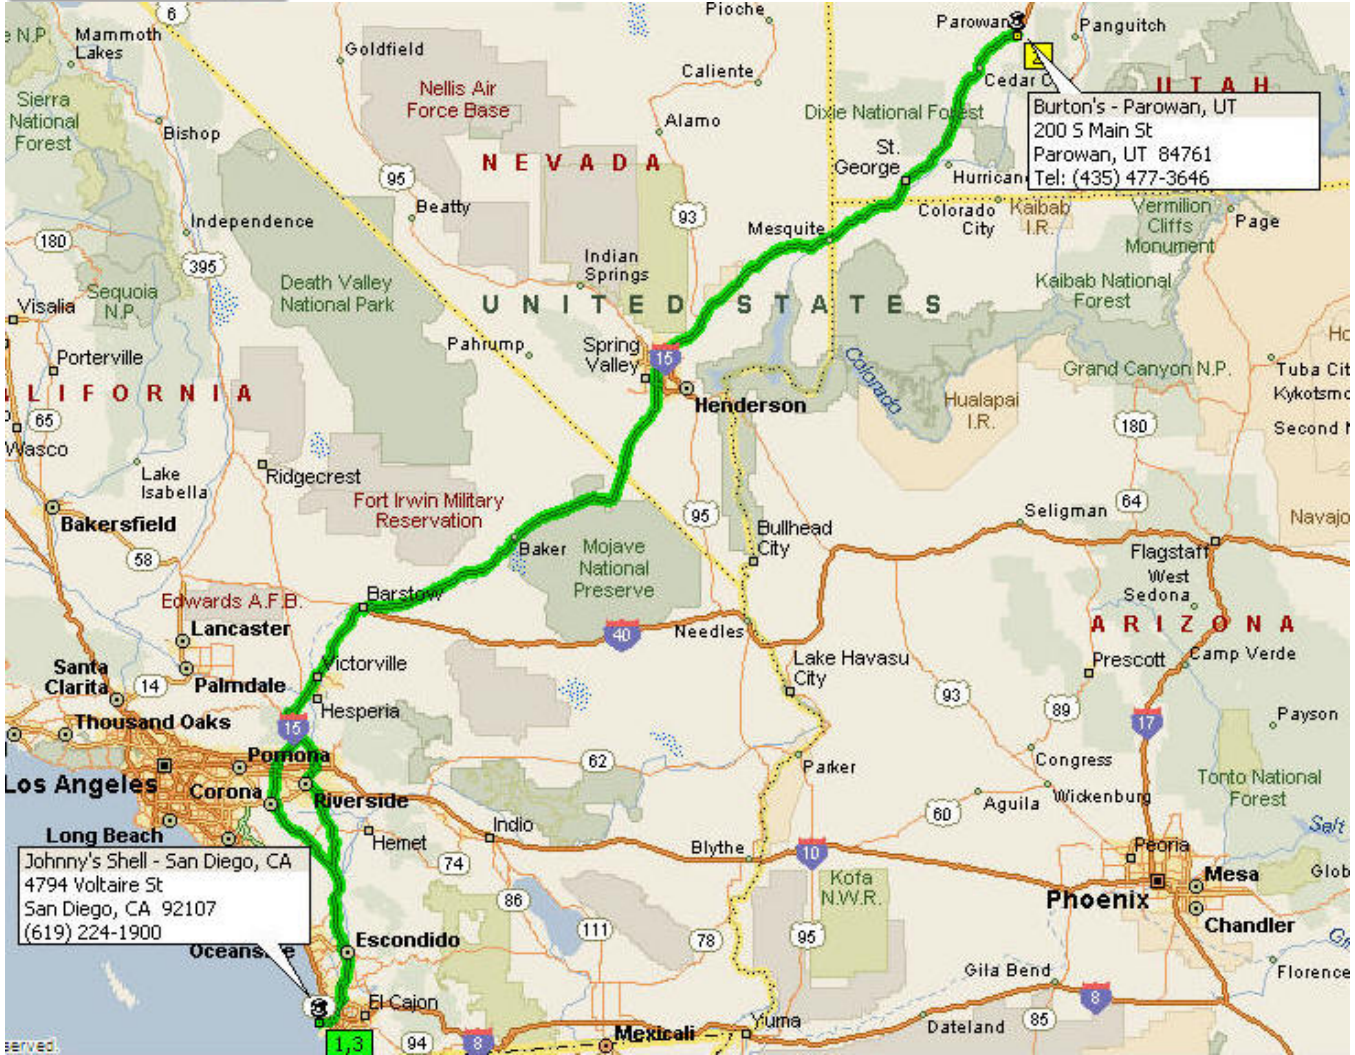 6
Pioche
Parowan
Panguitch
e N.P.
Mammoth
Lakes
Goldfield
Caliente
2
Cedar C
UTAH
Nellis Air
Force Base
Sierra
National
Forest
Bishop
Alamo
Dixie National Forest
Burton's - Parowan, UT
200 S Main St
Parowan, UT 84761
Tel: (435) 477-3646
NEVADA
St.
George
Hurrican
95
Beatty
93
Colorado
City
Kaibab
I.R.
Vermilion
Cliffs
Monument
Page
Independence
180
Mesquite
395
Indian
Springs
Death Valley
National Park
Kaibab National
Forest
Sequoia
N.P.
Visalia
UNITED STATES
Pahrump
Spring
Valley
15
Porterville
Colorado
Grand Canyon N.P.
Ho
Tuba Cit
Kykotsmo
LIFORNIA
Henderson
Hualapai
I.R.
65
180
Second M
Wasco
Lake
Isabella
Ridgecrest
Fort Irwin Military
Reservation
64
Seligman
Navajo
95
Bakersfield
Bullhead
City
58
Baker
Mojave
National
Preserve
Flagstaff
West
Sedona
Edwards A.F.B.
Barstow
Lancaster
40
Needles
ARIZONA
Santa
Clarita
14
Palmdale
Victorville
Hesperia
Lake Havasu
City
Prescott
Camp Verde
93
89
17
Payson
Thousand Oaks
15
Pomona
62
Parker
Congress
Los Angeles
Corona
Riverside
Aguila
Wickenburg
Tonto National
Forest
60
Long Beach
Hemet
Indio
Salt
74
Blythe
10
Peoria
Johnny's Shell - San Diego, CA
4794 Voltaire St
San Diego, CA 92107
(619) 224-1900
Kofa
N.W.R.
Mesa
Glob
86
Phoenix
Chandler
111
78
95
Escondido
Gila Bend
Florence
El Cajon
8
85
Dateland
Yuma
Mexicali
1,3
94
8
served.